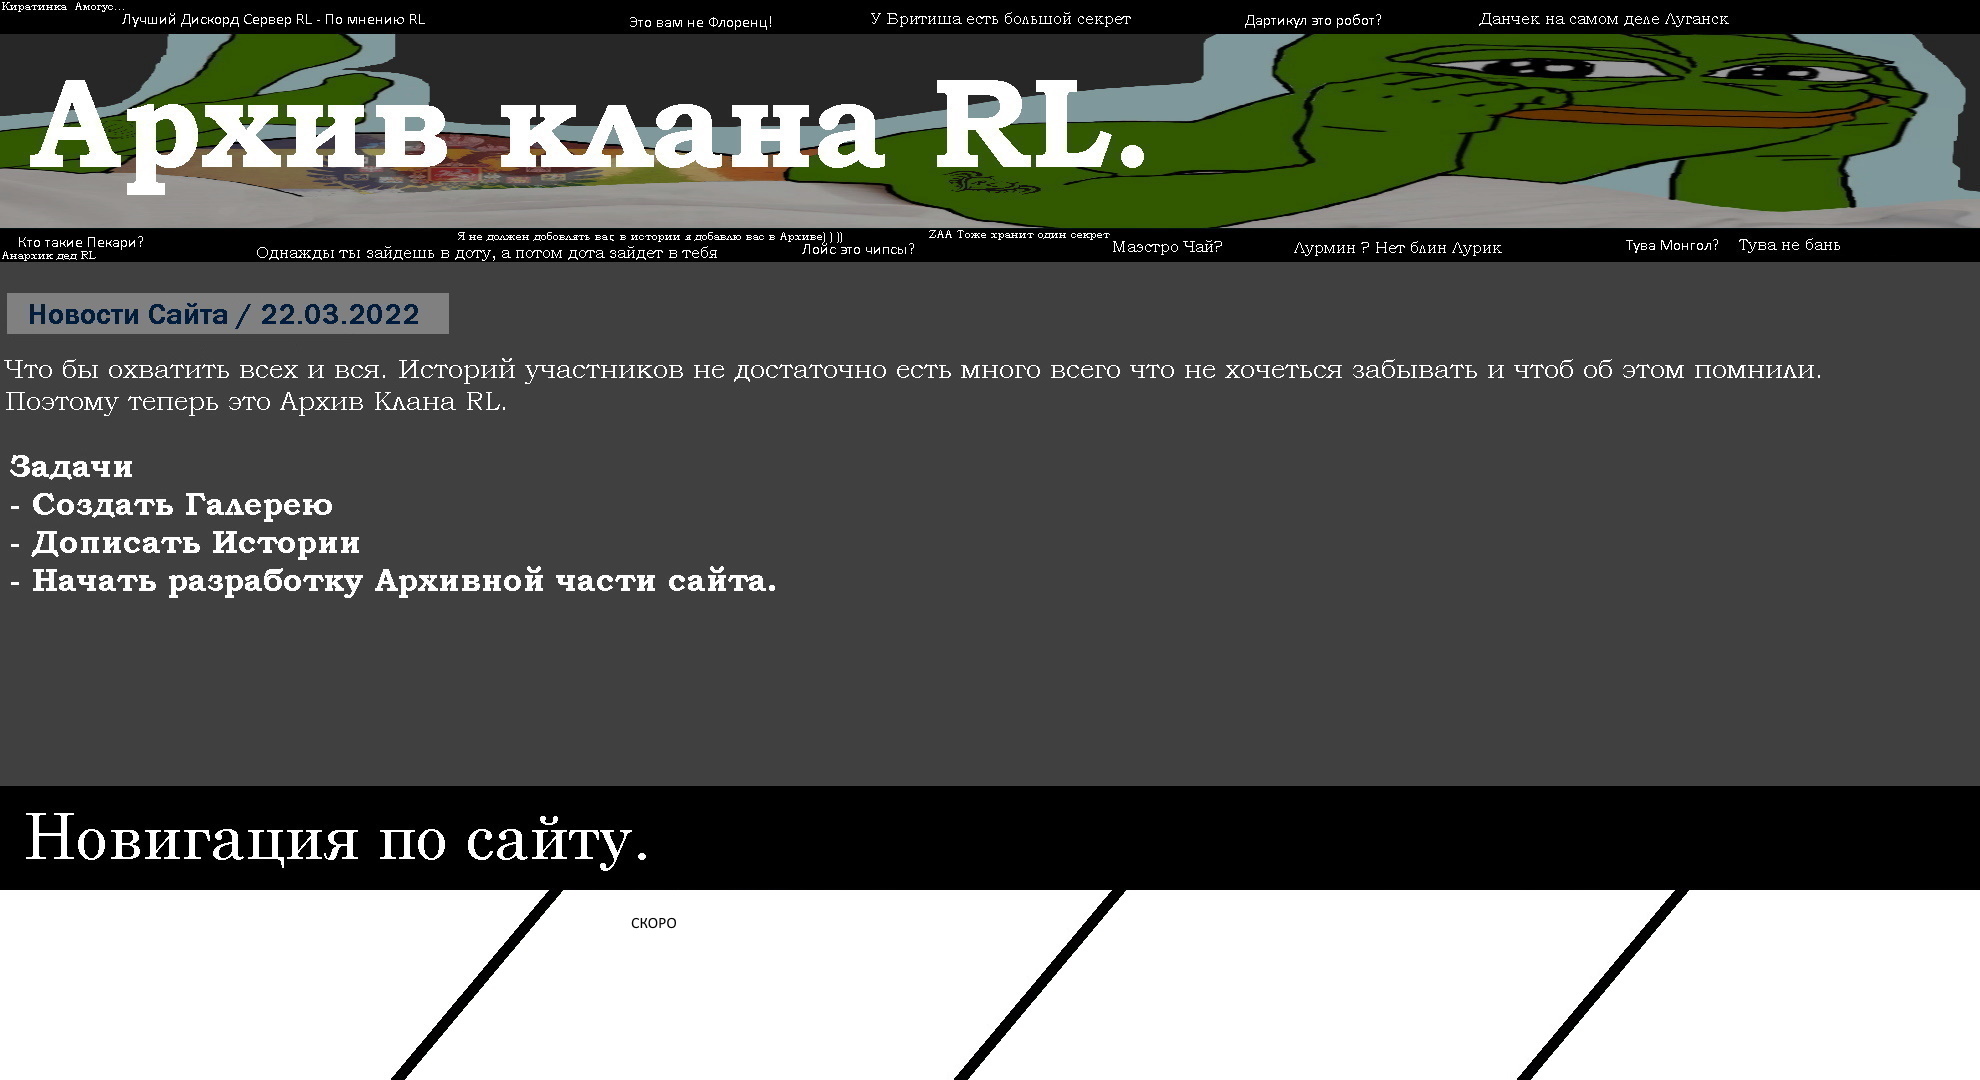 Киратинка Амогус...
Лучший Дискорд Сервер RL - По мнению RL
Это вам не Флоренц!
У Бритиша есть большой секрет
Дартикул это робот?
Данчек на самом деле Луганск
Архив клана RL.
Кто такие Пекари?
Анархик дед RL
Однажды ты зайдешь в доту, а потом дота зайдет в тебя
Я не должен добовлять вас в истории я добавлю вас в Архиве) ) ))
Лойс это чипсы?
ZAA Тоже хранит один секрет
Маэстро Чай?
Лурмин ? Нет блин Лурик
Тува Монгол?
Тува не бань
Новости Сайта / 22.03.2022
Что бы охватить всех и вся. Историй участников не достаточно есть много всего что не хочеться забывать и чтоб об этом помнили.
Поэтому теперь это Архив Клана RL.
Задачи
- Создать Галерею
- Дописать Истории
- Начать разработку Архивной части сайта.
Новигация по сайту.
СКОРО